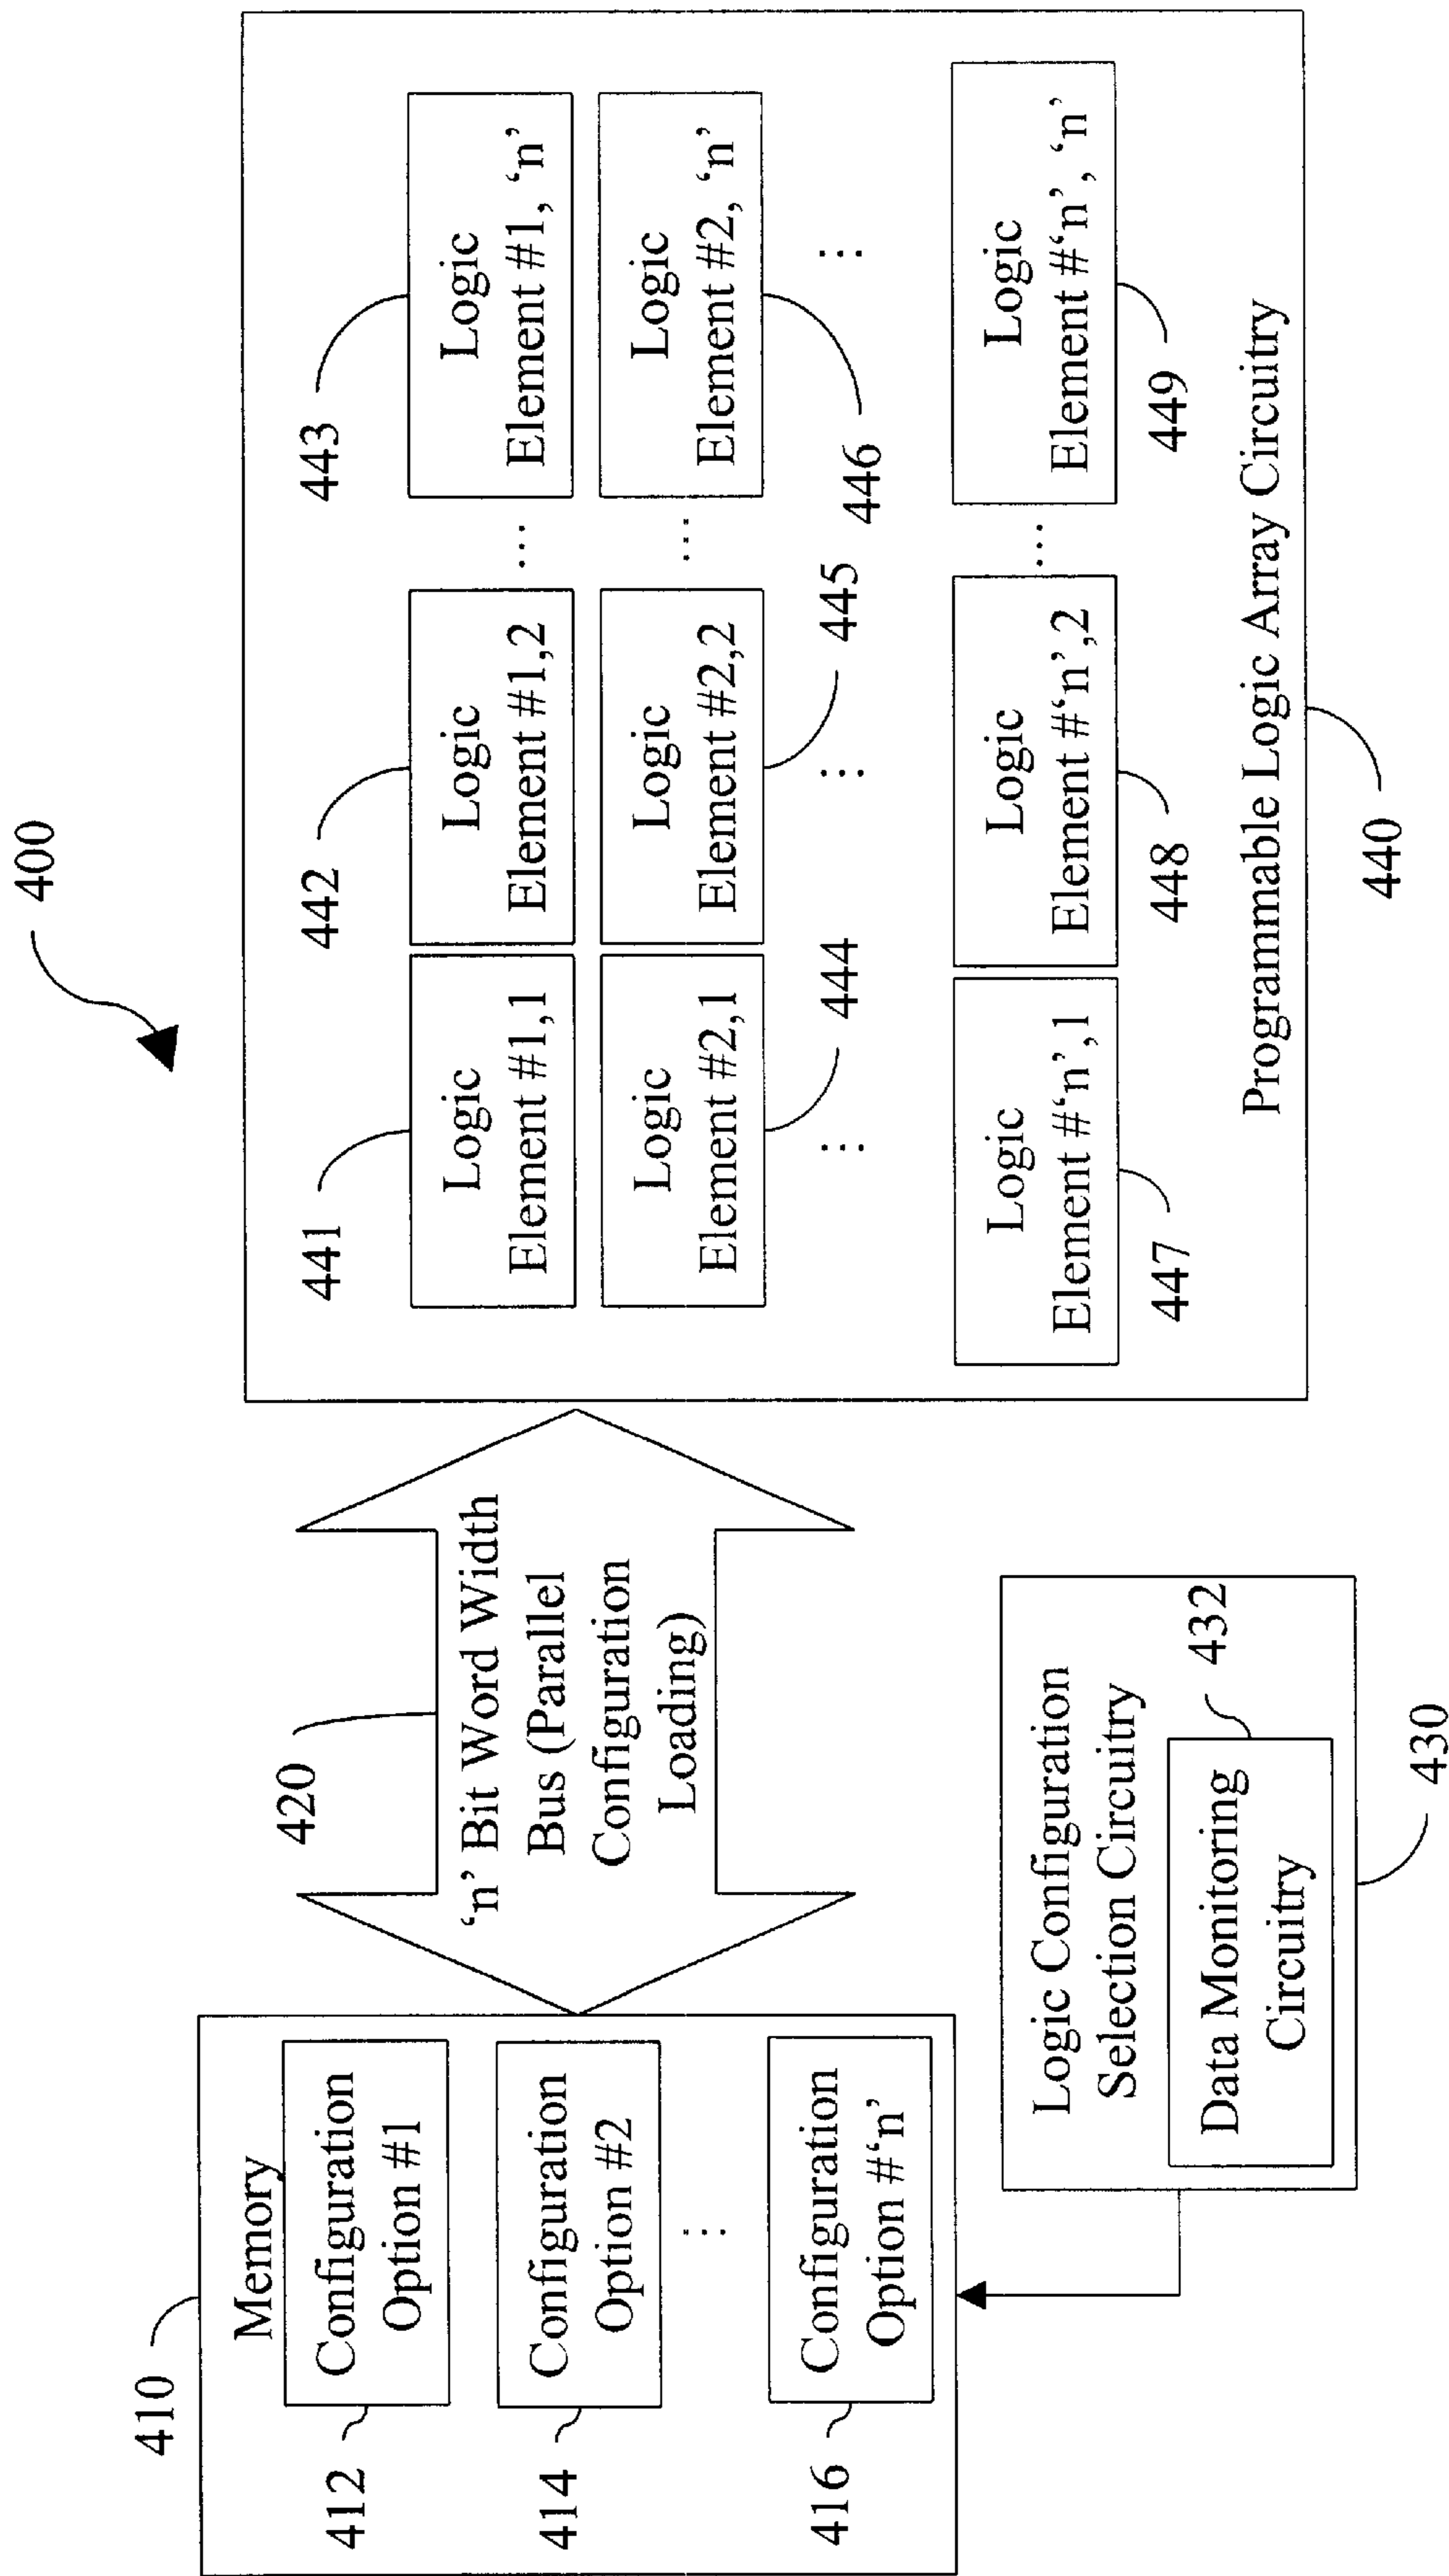 400
410
Memory
412
Configuration
Option #1
414
Configuration
Option #2
⋮
416
Configuration
Option #‘n’
420
‘n’ Bit Word Width
Bus (Parallel
Configuration
Loading)
Logic Configuration
Selection Circuitry
432
Data Monitoring
Circuitry
430
441
Logic
Element #1,1
442
Logic
Element #1,2
...
443
Logic
Element #1, ‘n’
Logic
Element #2,1
444
Logic
Element #2,2
445
...
Logic
Element #2, ‘n’
446
⋮
⋮
⋮
Logic
Element #‘n’,1
447
Logic
Element #‘n’,2
448
...
Logic
Element #‘n’, ‘n’
449
Programmable Logic Array Circuitry
440